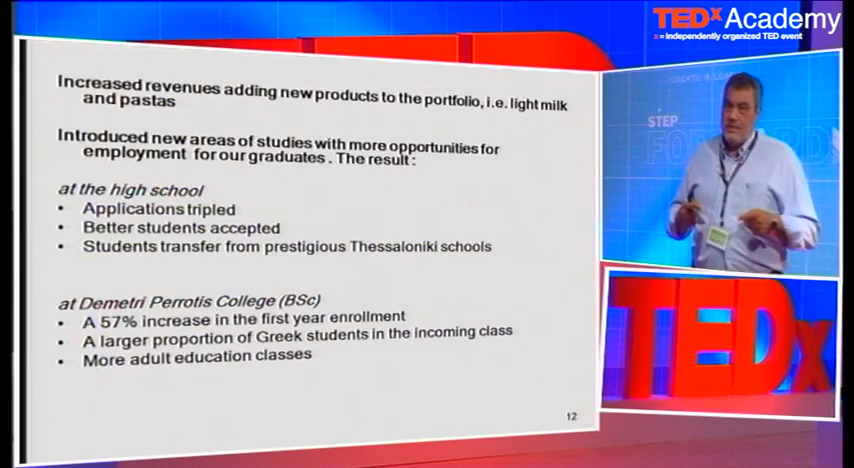 TEDx Academy
x = independently organized TED event
Increased revenues adding new products to the portfolio, i.e. light milk
and pastas
Introduced new areas of studies with more opportunities for
employment for our graduates . The result :
at the high school
• Applications tripled
• Better students accepted
• Students transfer from prestigious Thessaloniki schools
at Demetri Perrotis College (BSc)
• A 57% increase in the first year enrollment
• A larger proportion of Greek students in the incoming class
• More adult education classes
12
STEP
FORWARD
TEDx